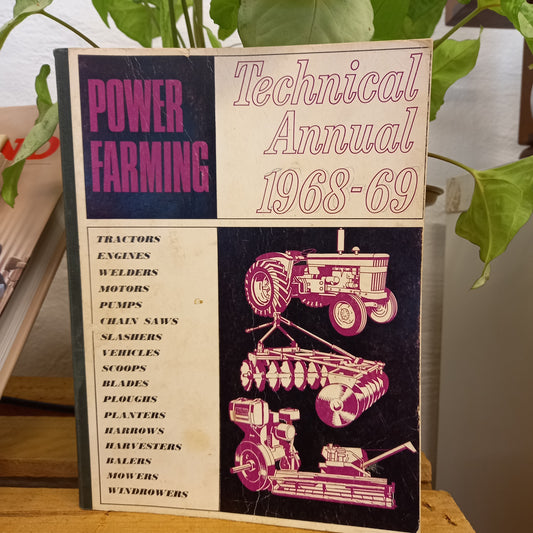 POWER
FARMING
Technical
Annual
1968-69
TRACTORS
ENGINES
WELDERS
MOTORS
PUMPS
CHAIN SAWS
SLASHERS
VEHICLES
SCOOPS
BLADES
PLOUGHS
PLANTERS
HARROWS
HARVESTERS
BALERS
MOWERS
WINDROWERS